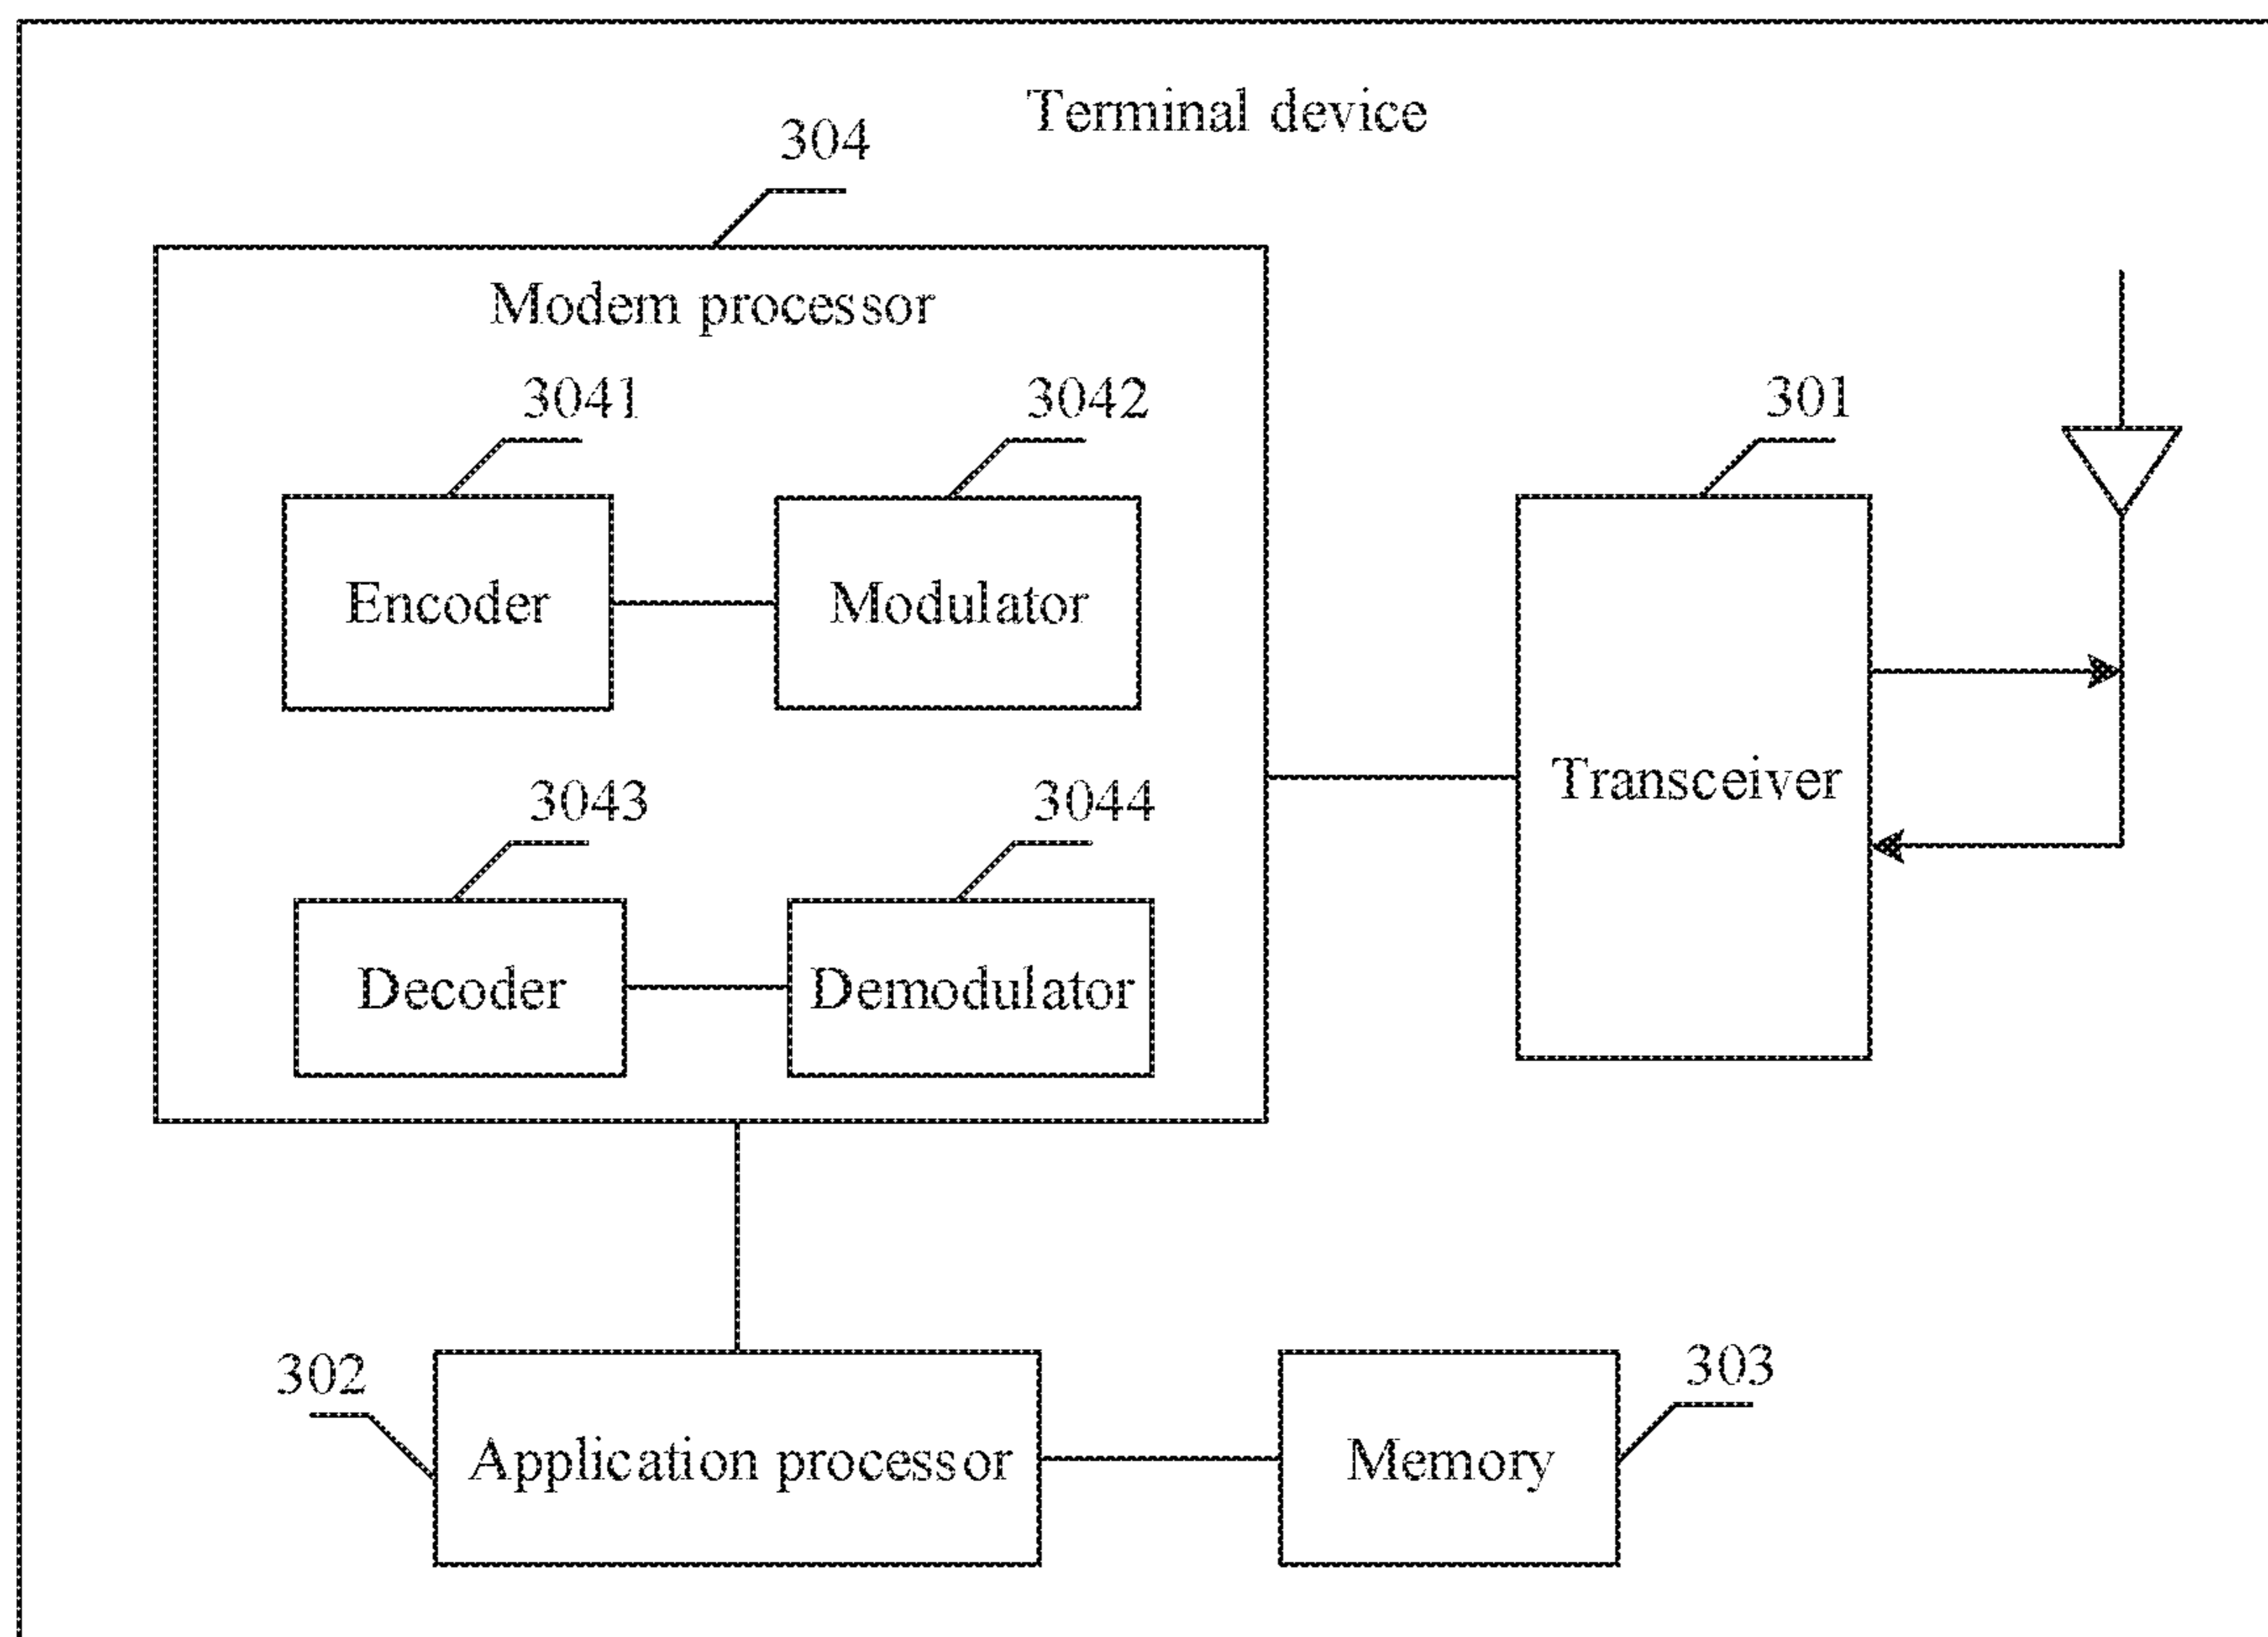 Terminal device
304
Modem processor
3041
3042
301
Encoder
Modulator
Transceiver
3043
3044
Decoder
Demodulator
302
303
Application processor
Memory